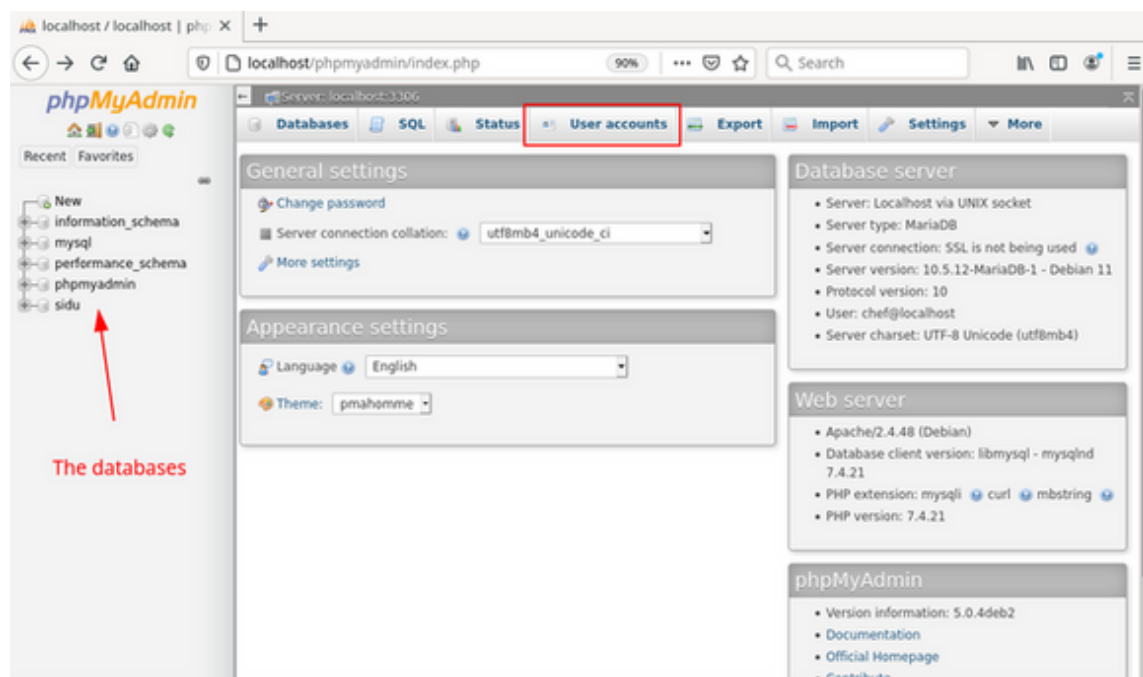 localhost / localhost | php
localhost/phpmyadmin/index.php
90%
Search
phpMyAdmin
Recent Favorites
New
information_schema
mysql
performance_schema
phpmyadmin
sidu
The databases
Server: localhost:3306
Databases SQL Status User accounts Export Import Settings More
General settings
Change password
Server connection collation: utf8mb4_unicode_ci
More settings
Appearance settings
Language English
Theme: pmahomme
Database server
• Server: Localhost via UNIX socket
• Server type: MariaDB
• Server connection: SSL is not being used
• Server version: 10.5.12-MariaDB-1 - Debian 11
• Protocol version: 10
• User: chef@localhost
• Server charset: UTF-8 Unicode (utf8mb4)
Web server
• Apache/2.4.48 (Debian)
• Database client version: libmysql - mysqlnd
7.4.21
• PHP extension: mysqli curl mbstring
• PHP version: 7.4.21
phpMyAdmin
• Version information: 5.0.4deb2
• Documentation
• Official Homepage
• Contribute